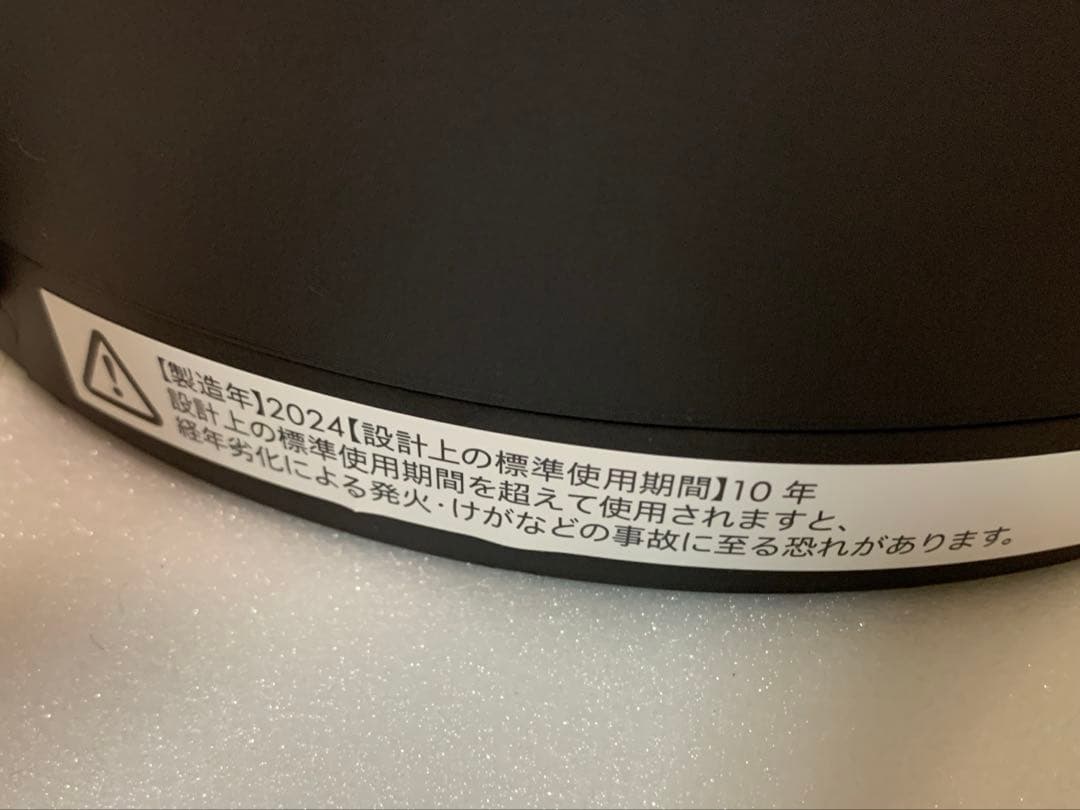 【製造年】2024【設計上の標準使用期間】10 年
設計上の標準使用期間を超えて使用されますと、
経年劣化による発火・けがなどの事故に至る恐れがあります。